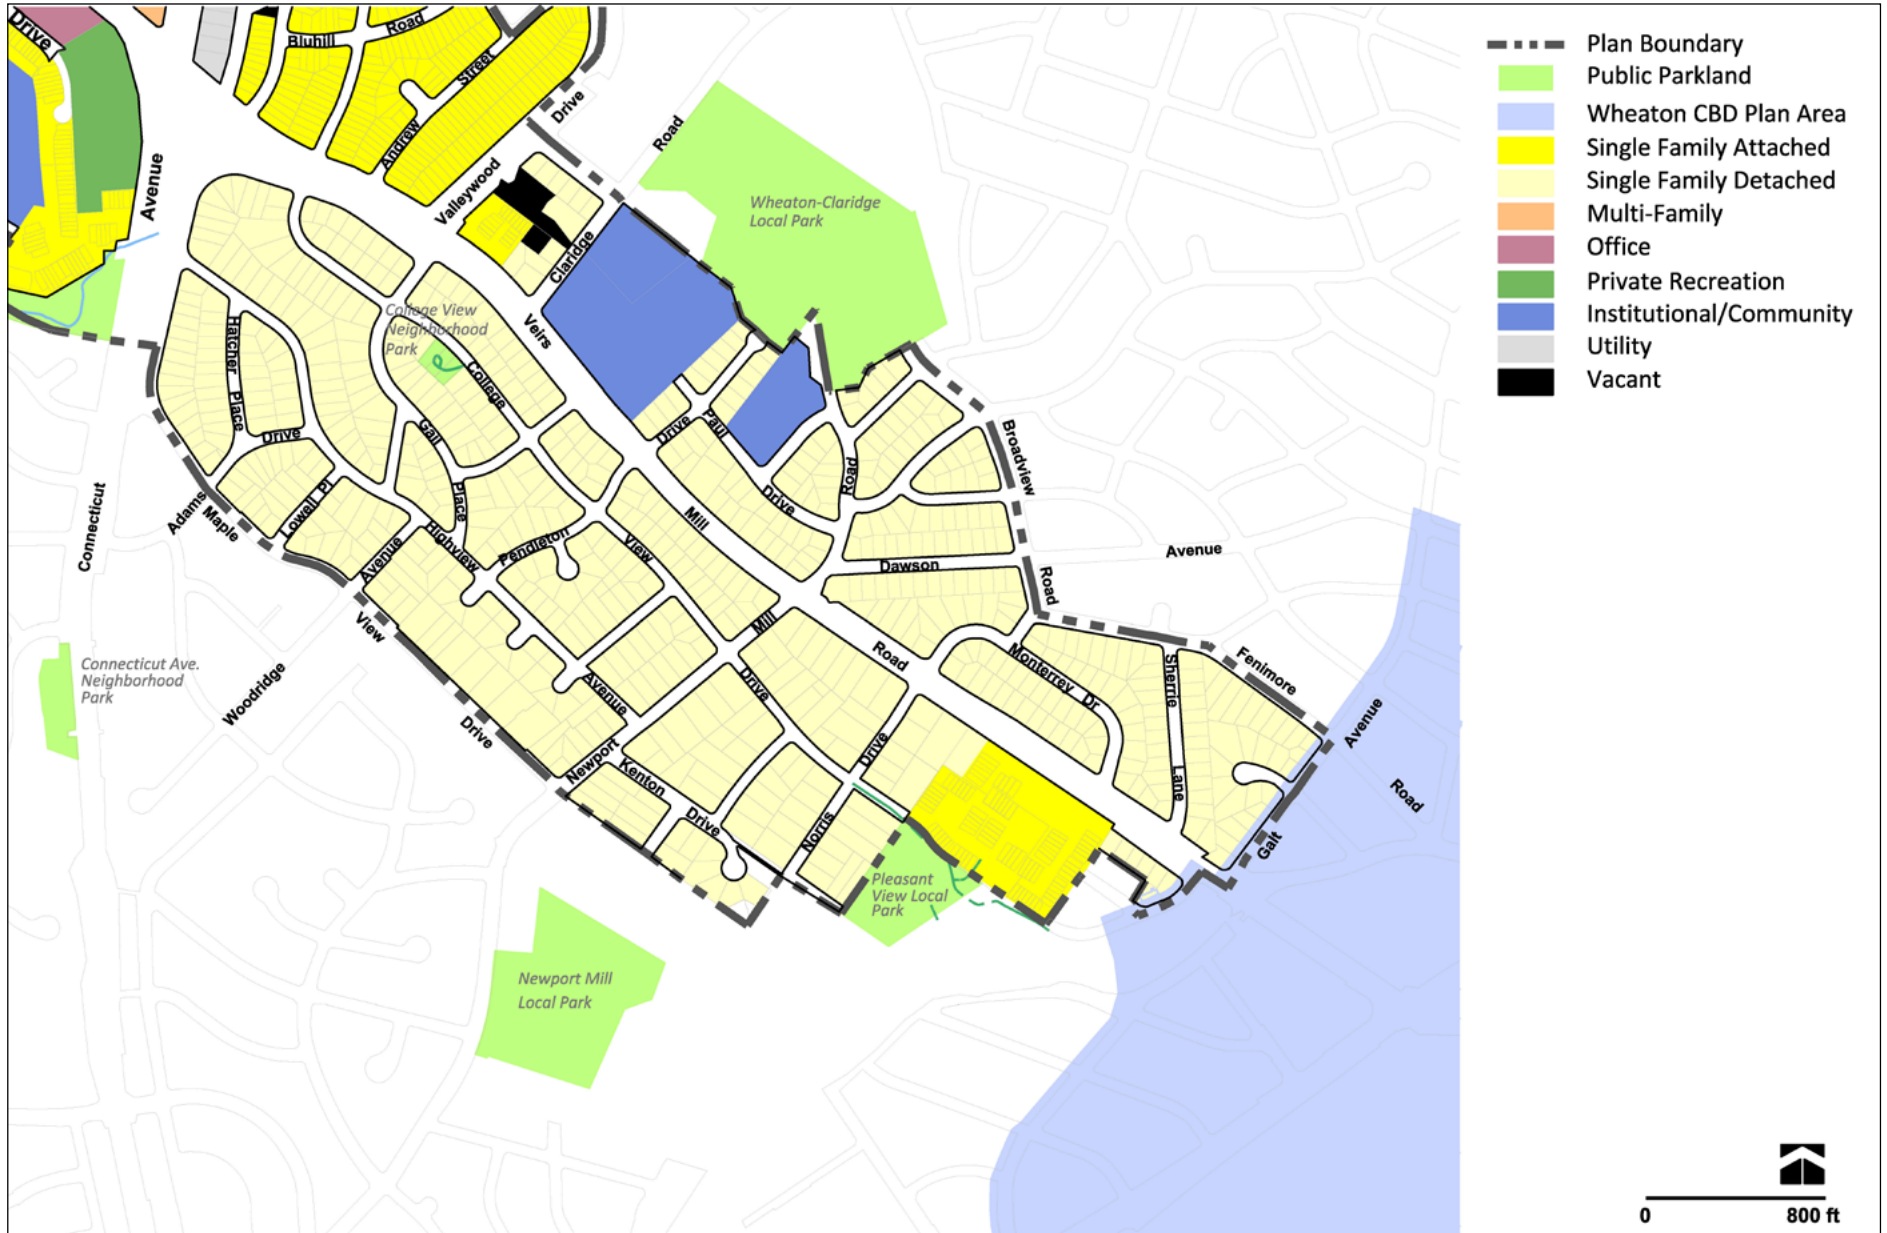 Drive
Bluhill
Road
Street
Andrew
Drive
Road
Avenue
Valleywood
Claridge
Wheaton-Claridge
Local Park
College View
Neighborhood
Park
Veirs
Hatcher
Place
College
Drive
Gail
Place
Drive
Paul
Drive
Road
Broadview
Connecticut
Adams
Maple
Lowell Pl
Avenue
Highview
Pendleton
View
Mill
Dawson
Avenue
Road
View
Mill
Road
Monterrey Dr
Sherrie
Lane
Fenimore
Avenue
Road
Galt
Connecticut Ave.
Neighborhood
Park
Woodridge
Drive
Avenue
Drive
Newport
Kenton
Drive
Norris
Drive
Pleasant
View Local
Park
Newport Mill
Local Park
Plan Boundary
Public Parkland
Wheaton CBD Plan Area
Single Family Attached
Single Family Detached
Multi-Family
Office
Private Recreation
Institutional/Community
Utility
Vacant
0
800 ft